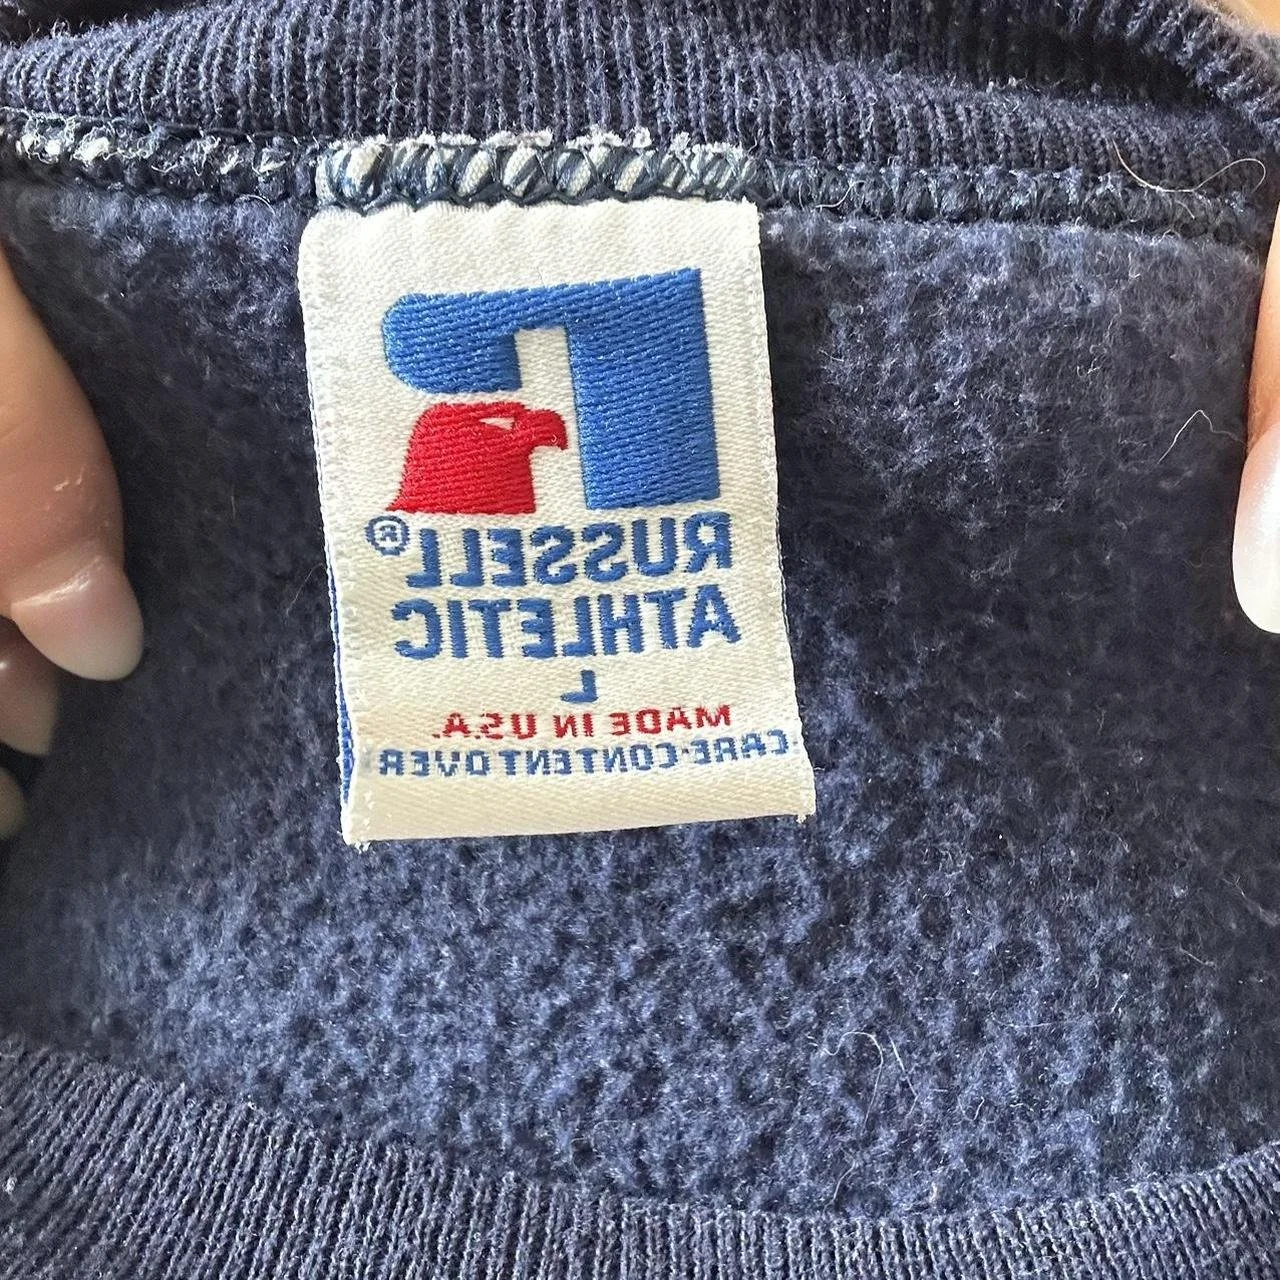 RUSSELL®
ATHLETIC
L
MADE IN U.S.A.
CARE·CONTENT OVER